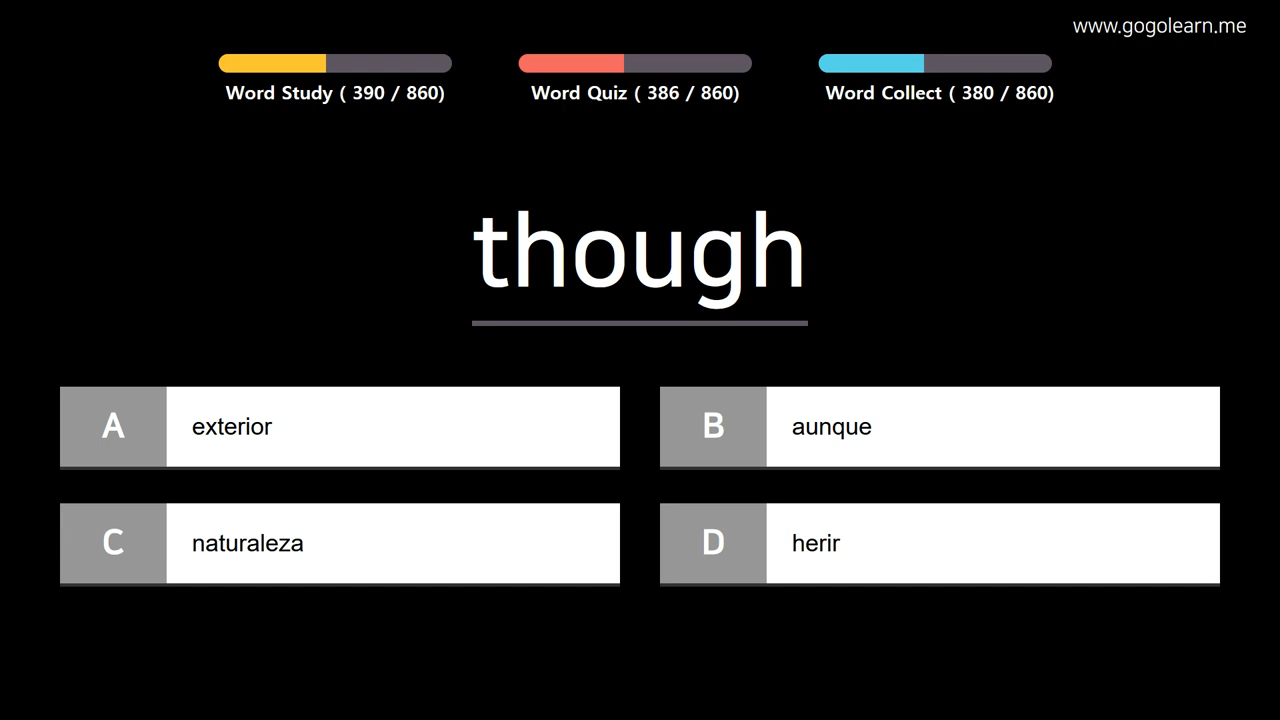 www.gogolearn.me
Word Study ( 390 / 860)
Word Quiz ( 386 / 860)
Word Collect ( 380 / 860)
though
A exterior
B aunque
C naturaleza
D herir